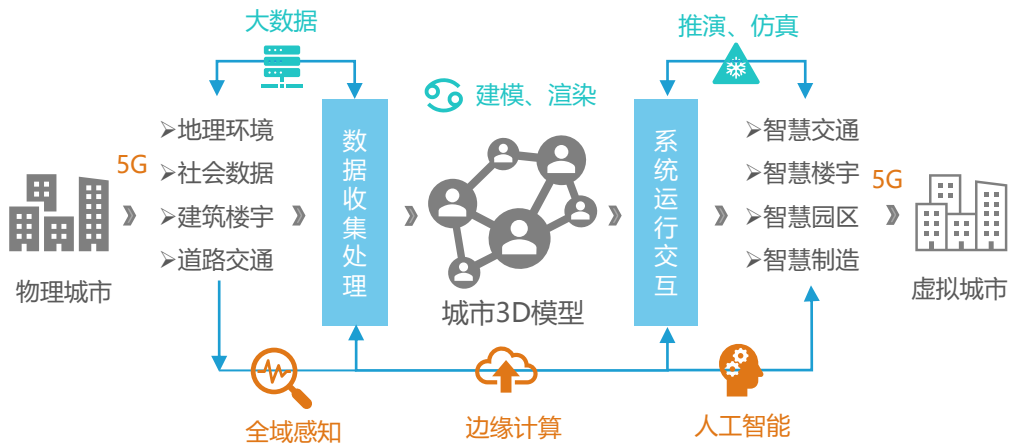 大数据
推演、仿真
建模、渲染
5G
➢地理环境
➢社会数据
➢建筑楼宇
➢道路交通
数据收集处理
城市3D模型
系统运行交互
➢智慧交通
➢智慧楼宇
➢智慧园区
➢智慧制造
5G
物理城市
虚拟城市
全域感知
边缘计算
人工智能